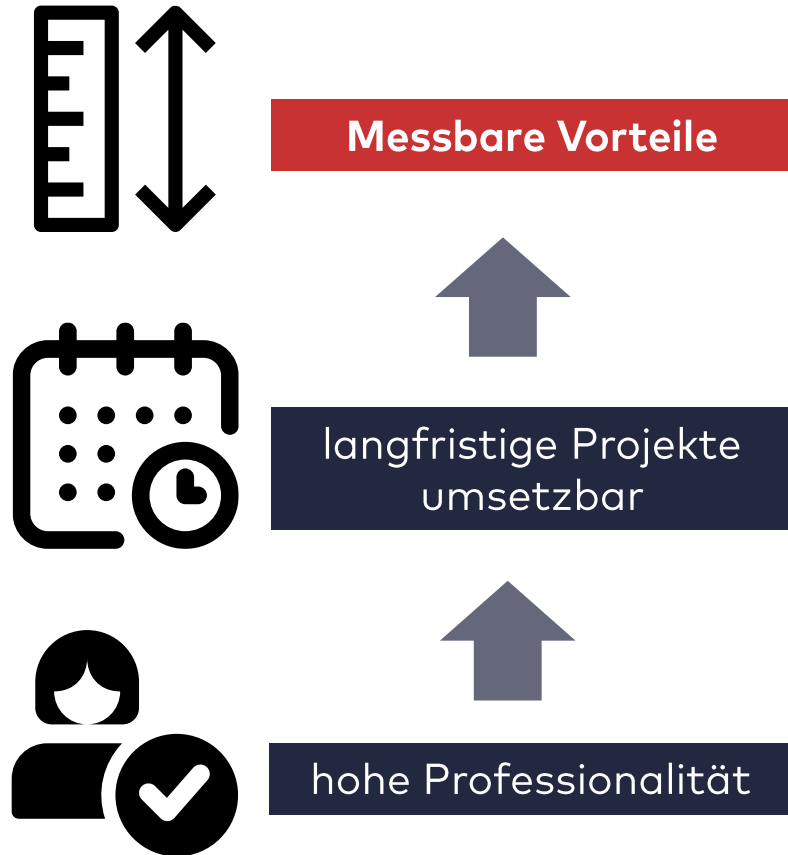 Messbare Vorteile
langfristige Projekte
umsetzbar
hohe Professionalität